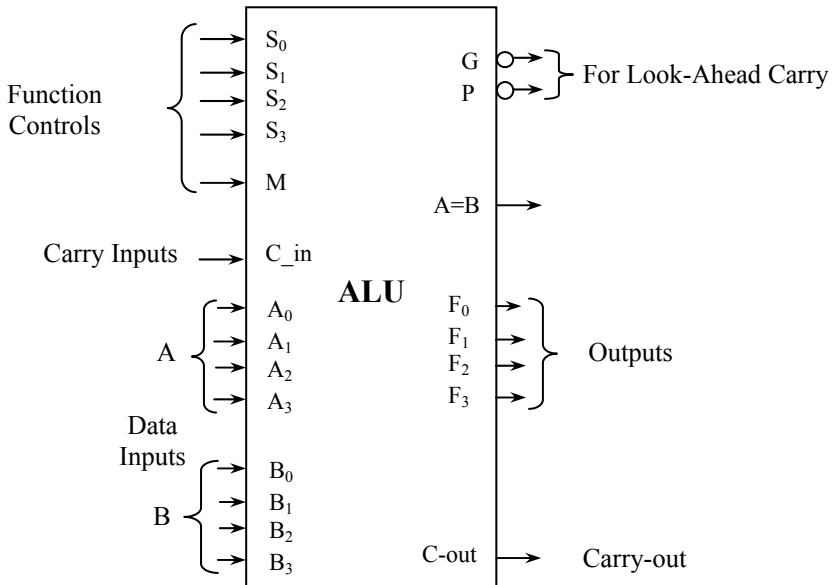 Function
Controls
S0
S1
S2
S3
M
Carry Inputs
C_in
A
A0
A1
A2
A3
Data
Inputs
B
B0
B1
B2
B3
ALU
G
P
For Look-Ahead Carry
A=B
F0
F1
F2
F3
Outputs
C-out
Carry-out